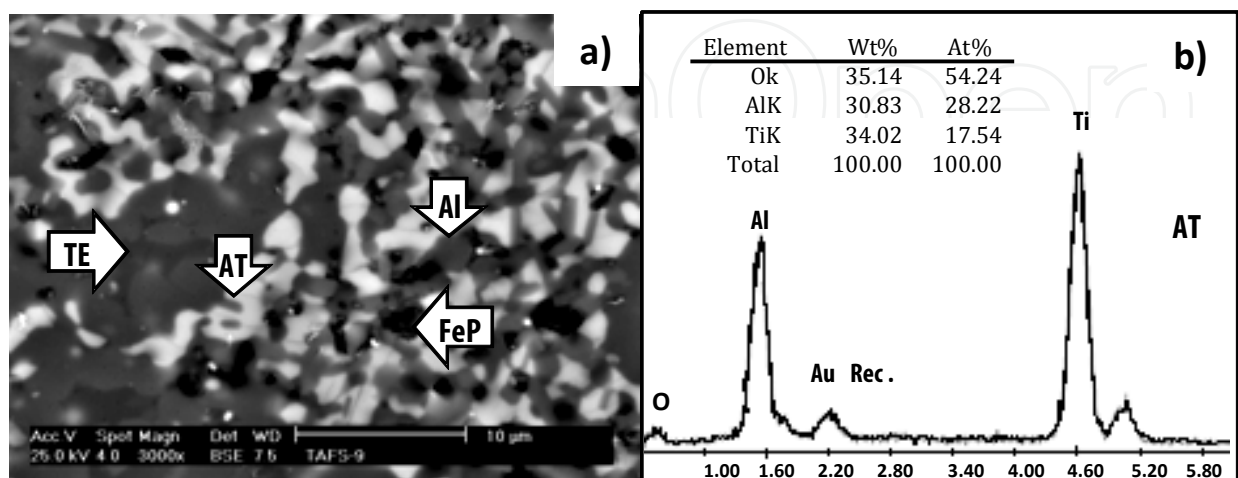 a)
TE
AT
Al
FeP
Acc V Spot Magn Det WD 10 µm
25.0 kV 4.0 3000x BSE 7.5 TAFS-9
b)
Element Wt% At%
Ok 35.14 54.24
AlK 30.83 28.22
TiK 34.02 17.54
Total 100.00 100.00
Ti
Al
AT
Au Rec.
O
1.00 1.60 2.20 2.80 3.40 4.00 4.60 5.20 5.80